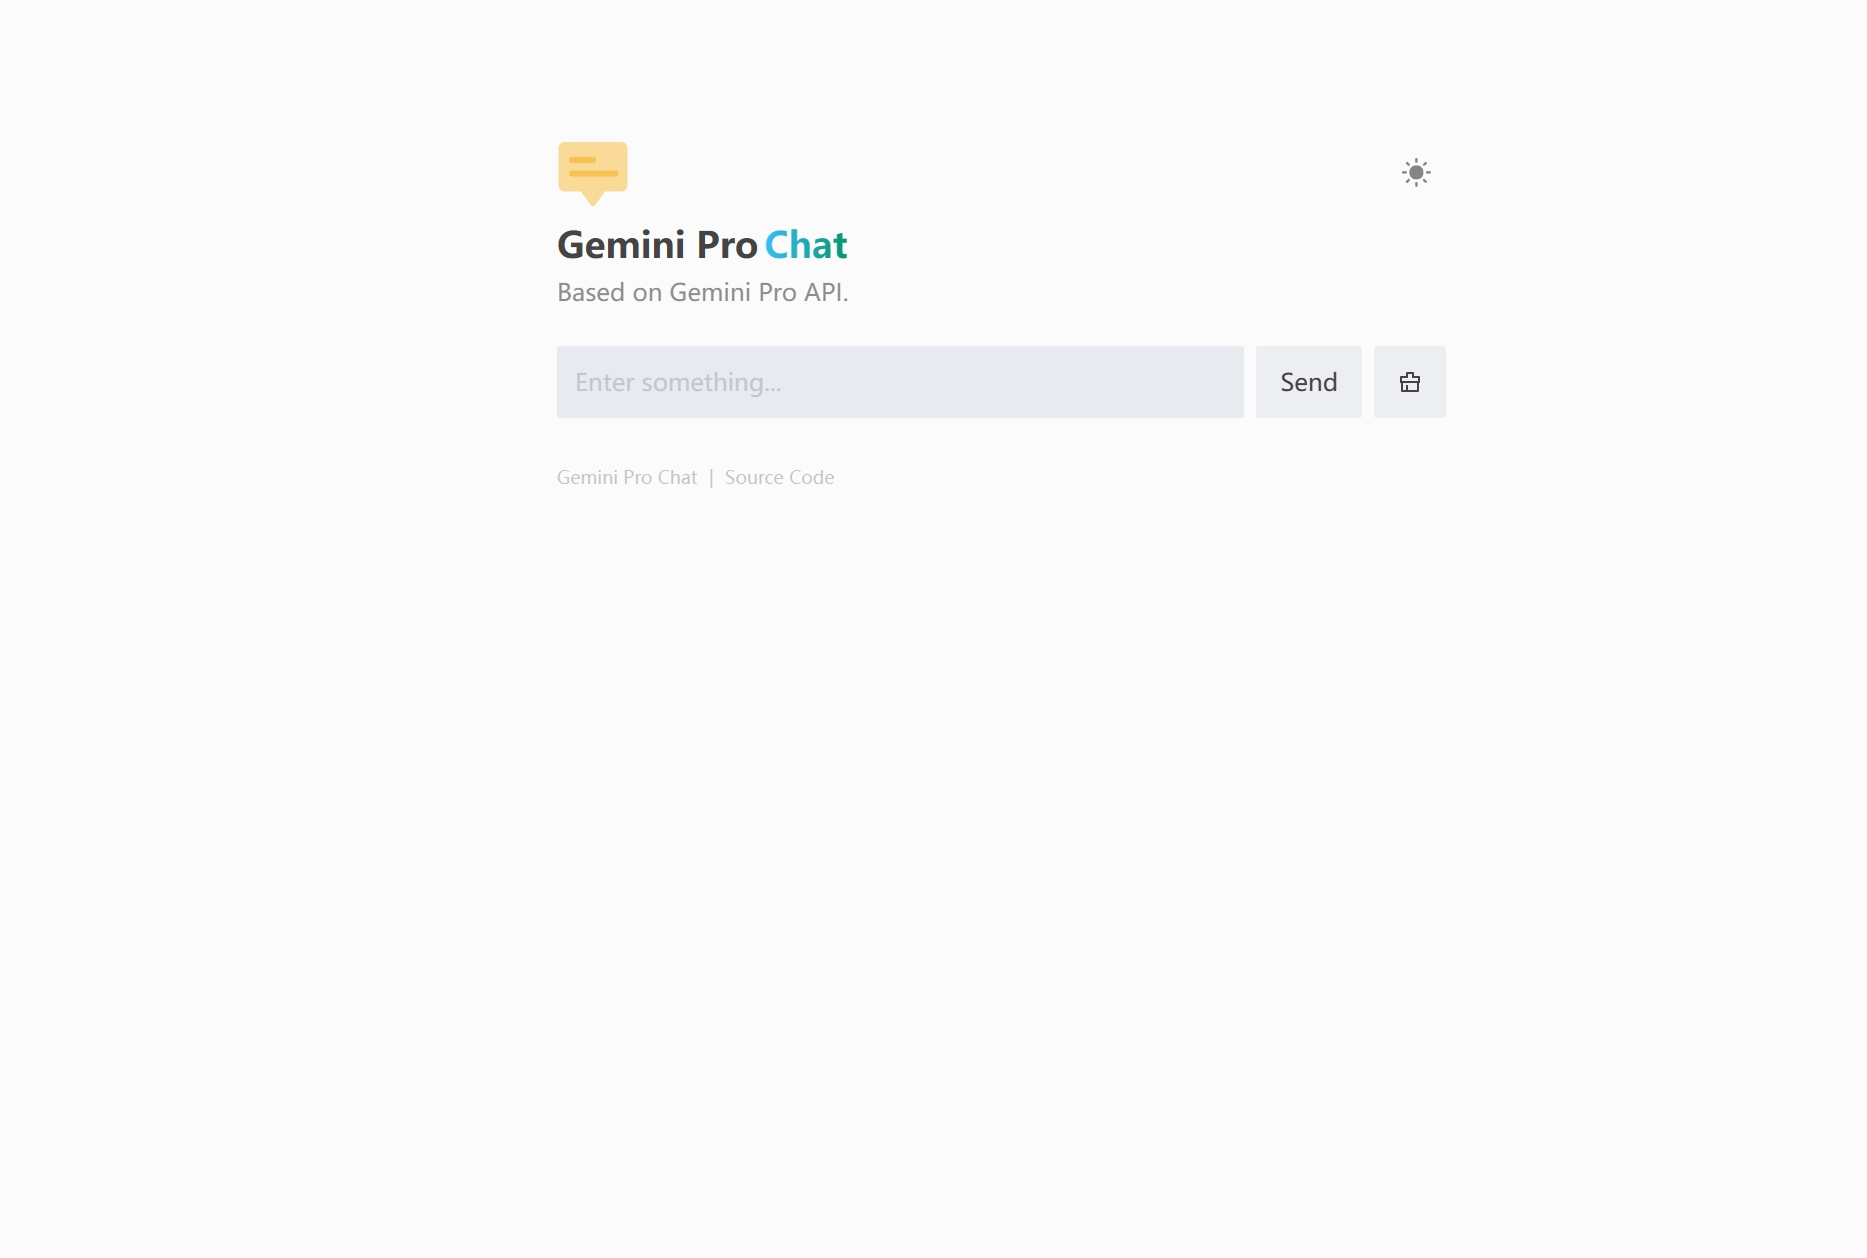 Gemini Pro Chat
Based on Gemini Pro API.
Enter something...
Send
Gemini Pro Chat | Source Code